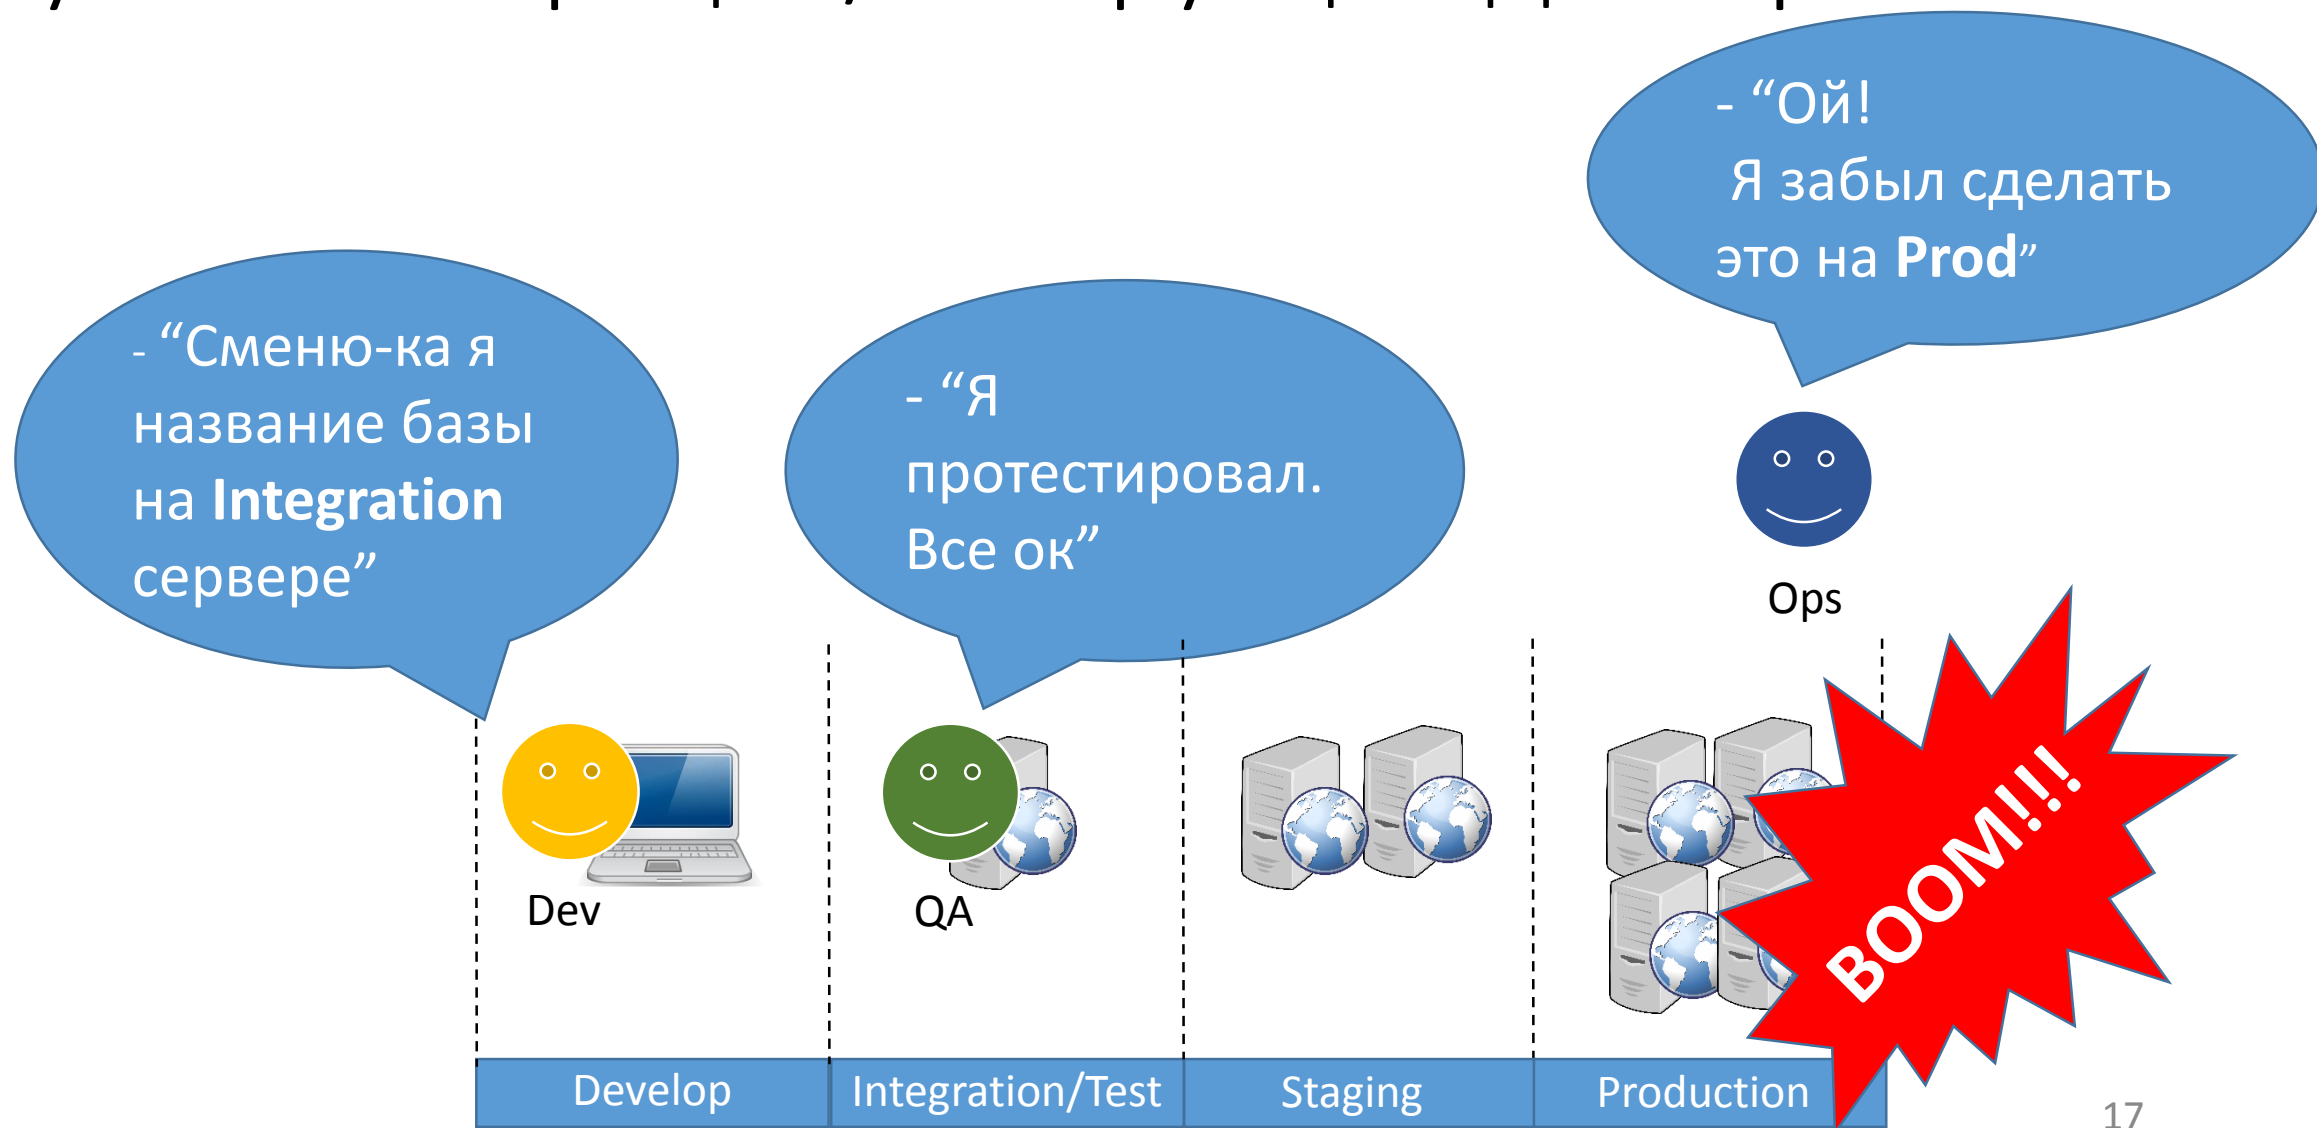 - “Ой!
Я забыл сделать
это на Prod”
- “Сменю-ка я
название базы
на Integration
сервере”
- “Я
протестировал.
Все ок”
Ops
Dev
QA
BOOM!!!
Develop
Integration/Test
Staging
Production
17